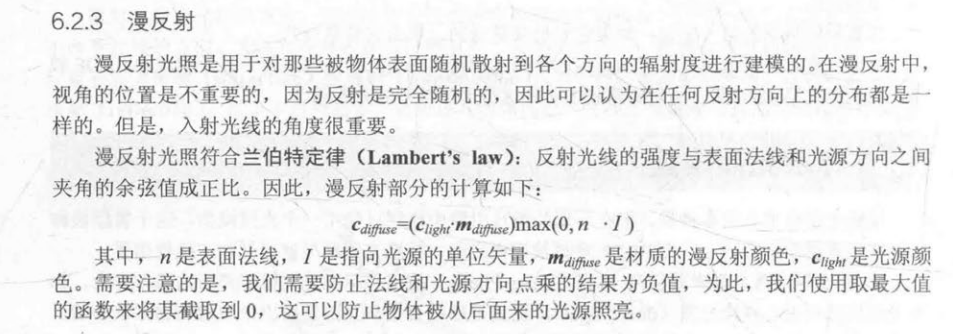 6.2.3 漫反射
漫反射光照是用于对那些被物体表面随机散射到各个方向的辐射度进行建模的。在漫反射中，
视角的位置是不重要的，因为反射是完全随机的，因此可以认为在任何反射方向上的分布都是一
样的。但是，入射光线的角度很重要。
漫反射光照符合兰伯特定律（Lambert's law）：反射光线的强度与表面法线和光源方向之间
夹角的余弦值成正比。因此，漫反射部分的计算如下：
c_diffuse=(c_light·m_diffuse)max(0, n ·I )
其中，n 是表面法线，I 是指向光源的单位矢量，m_diffuse 是材质的漫反射颜色，c_light 是光源颜
色。需要注意的是，我们需要防止法线和光源方向点乘的结果为负值，为此，我们使用取最大值
的函数来将其截取到 0，这可以防止物体被从后面来的光源照亮。